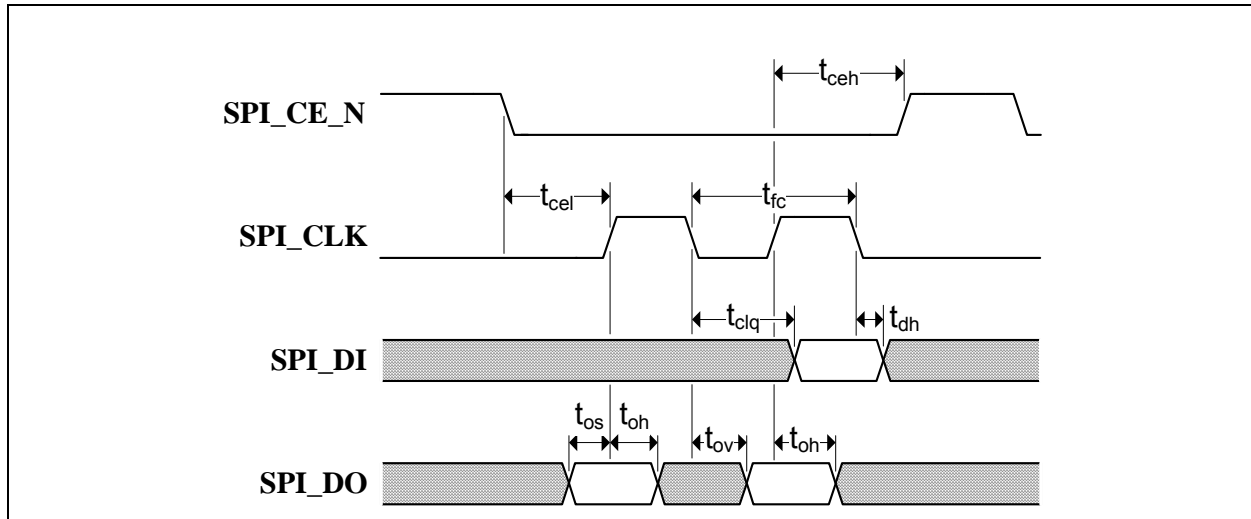 t_ceh
SPI_CE_N
t_cel
t_fc
SPI_CLK
t_clq
t_dh
SPI_DI
t_os
t_oh
t_ov
t_oh
SPI_DO